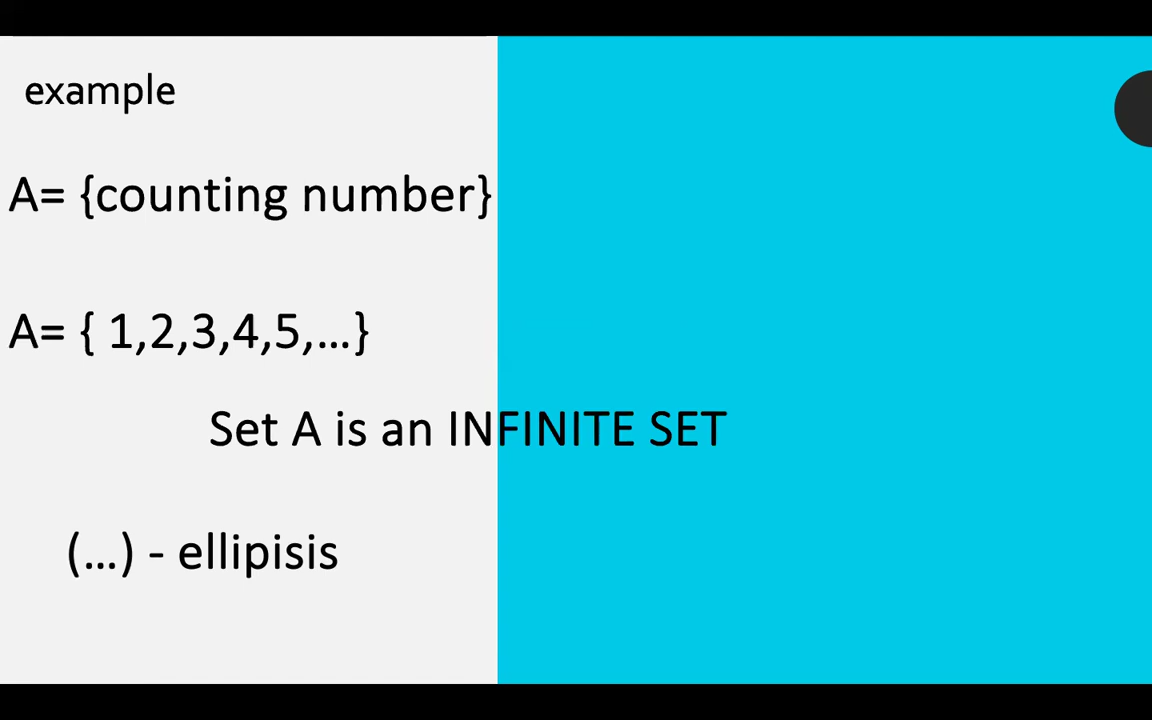 example
A= {counting number}
A= { 1,2,3,4,5,...}
Set A is an INFINITE SET
(...) - ellipisis